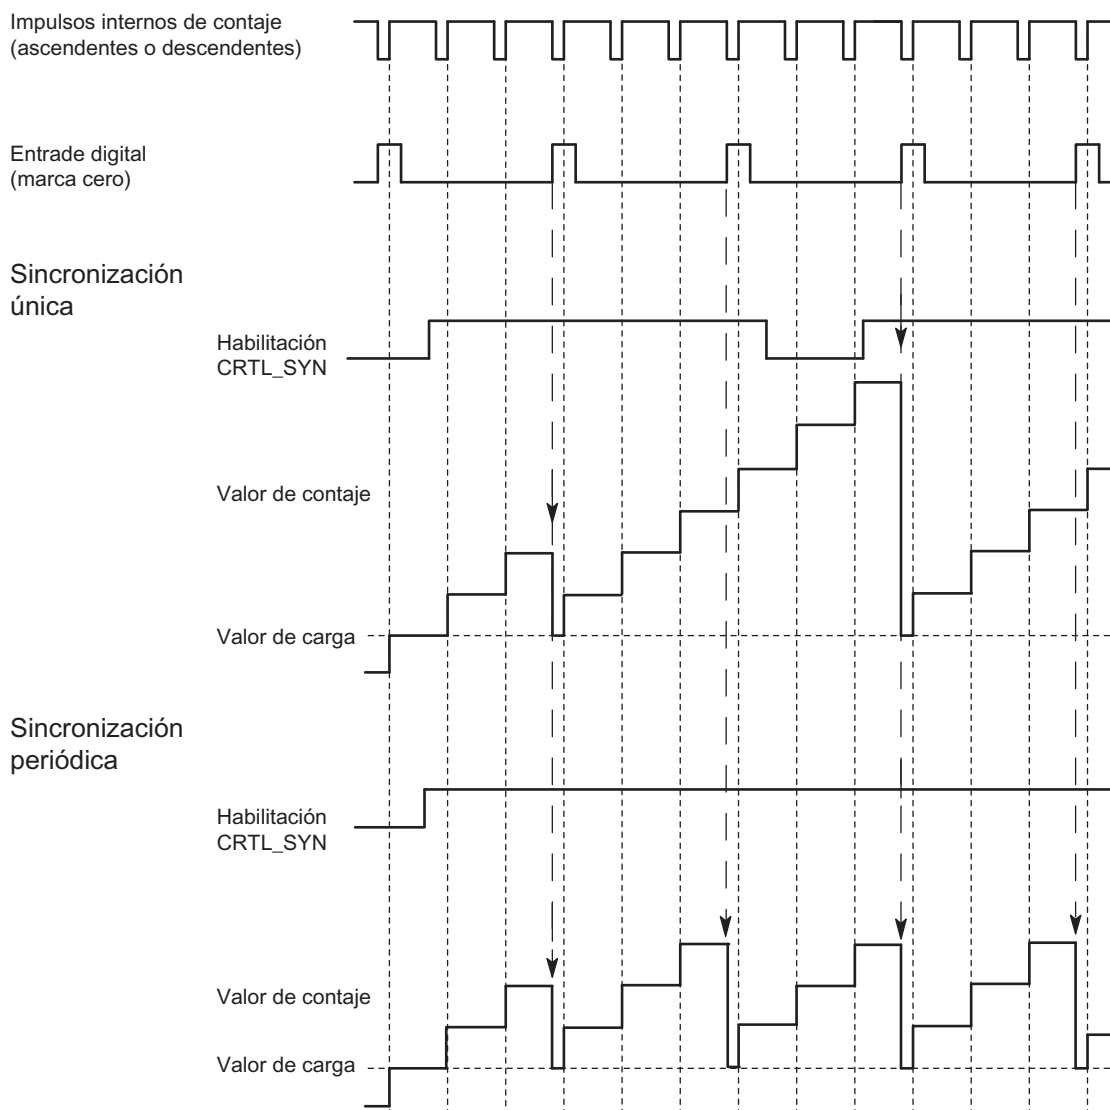 Impulsos internos de contaje
(ascendentes o descendentes)
Entrade digital
(marca cero)
Sincronización
única
Habilitación
CRTL_SYN
Valor de contaje
Valor de carga
Sincronización
periódica
Habilitación
CRTL_SYN
Valor de contaje
Valor de carga